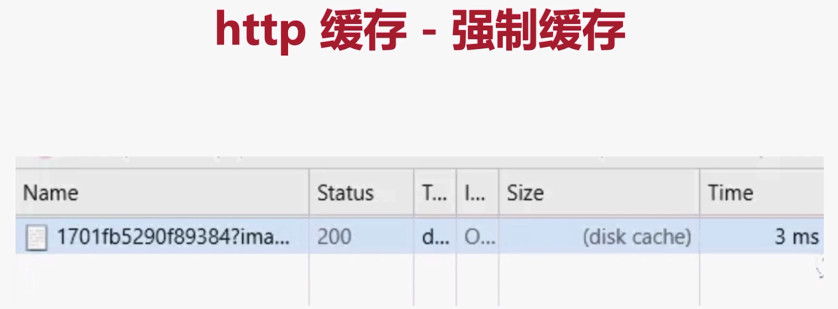 http 缓存 - 强制缓存
Name Status T... I... Size Time
1701fb5290f89384?ima... 200 d... O... (disk cache) 3 ms